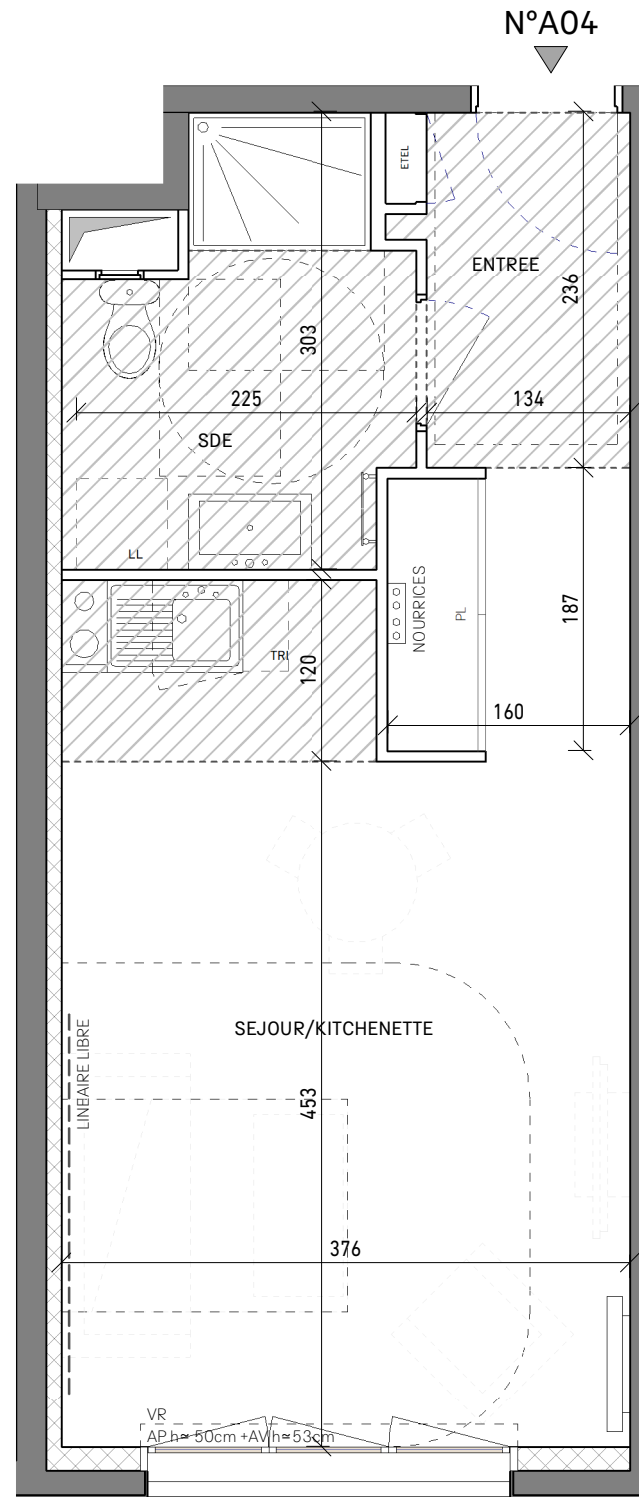 N°A04
ETEL
ENTREE
236
303
225
134
SDE
LL
NOURRICES
PL
187
TRI
120
160
SEJOUR/KITCHENETTE
LINEAIRE LIBRE
453
376
VR
AP h≃ 50cm +AV h≃53cm